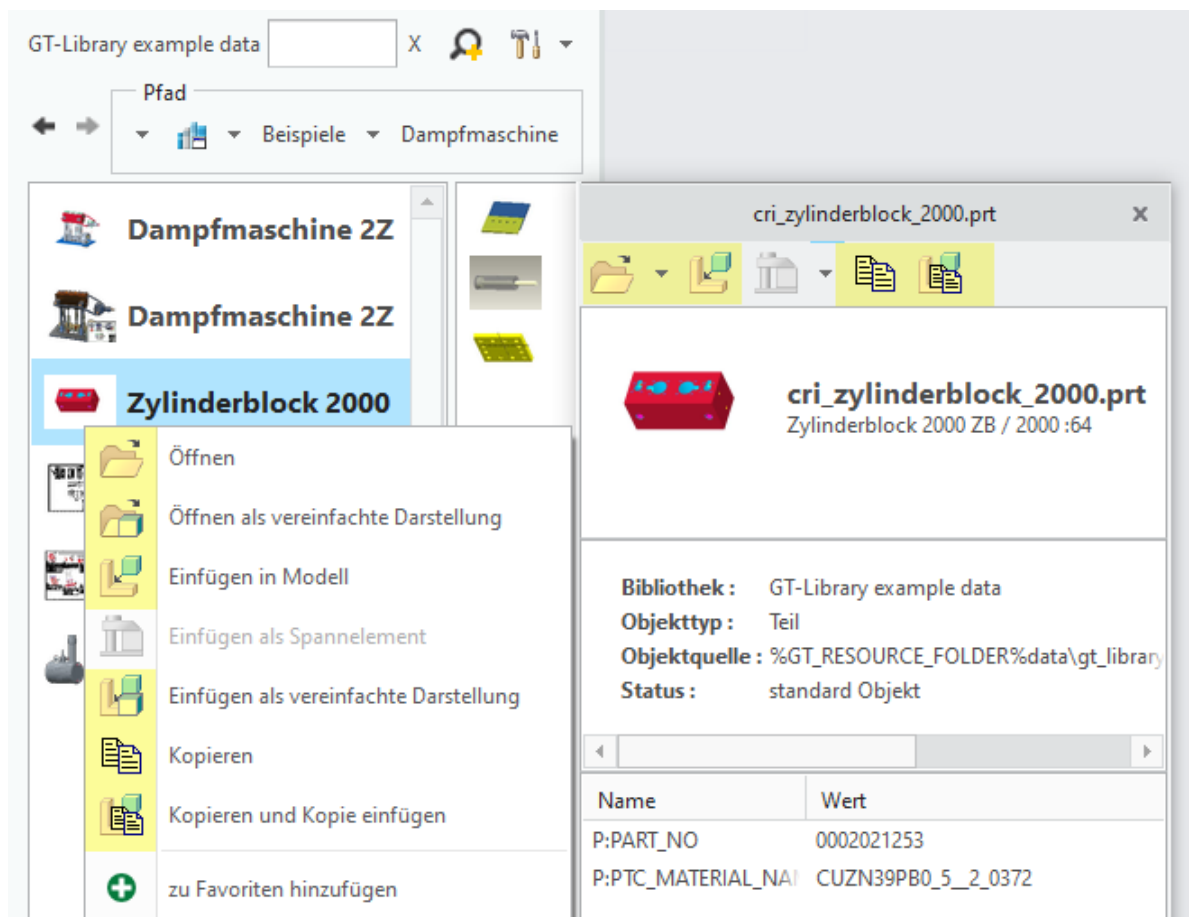 GT-Library example data X
Pfad
Beispiele Dampfmaschine
Dampfmaschine 2Z
Dampfmaschine 2Z
Zylinderblock 2000
Öffnen
Öffnen als vereinfachte Darstellung
Einfügen in Modell
Einfügen als Spannelement
Einfügen als vereinfachte Darstellung
Kopieren
Kopieren und Kopie einfügen
zu Favoriten hinzufügen
cri_zylinderblock_2000.prt
cri_zylinderblock_2000.prt
Zylinderblock 2000 ZB / 2000 :64
Bibliothek : GT-Library example data
Objekttyp : Teil
Objektquelle : %GT_RESOURCE_FOLDER%data\gt_library
Status : standard Objekt
Name Wert
P:PART_NO 0002021253
P:PTC_MATERIAL_NA CUZN39PB0_5__2_0372